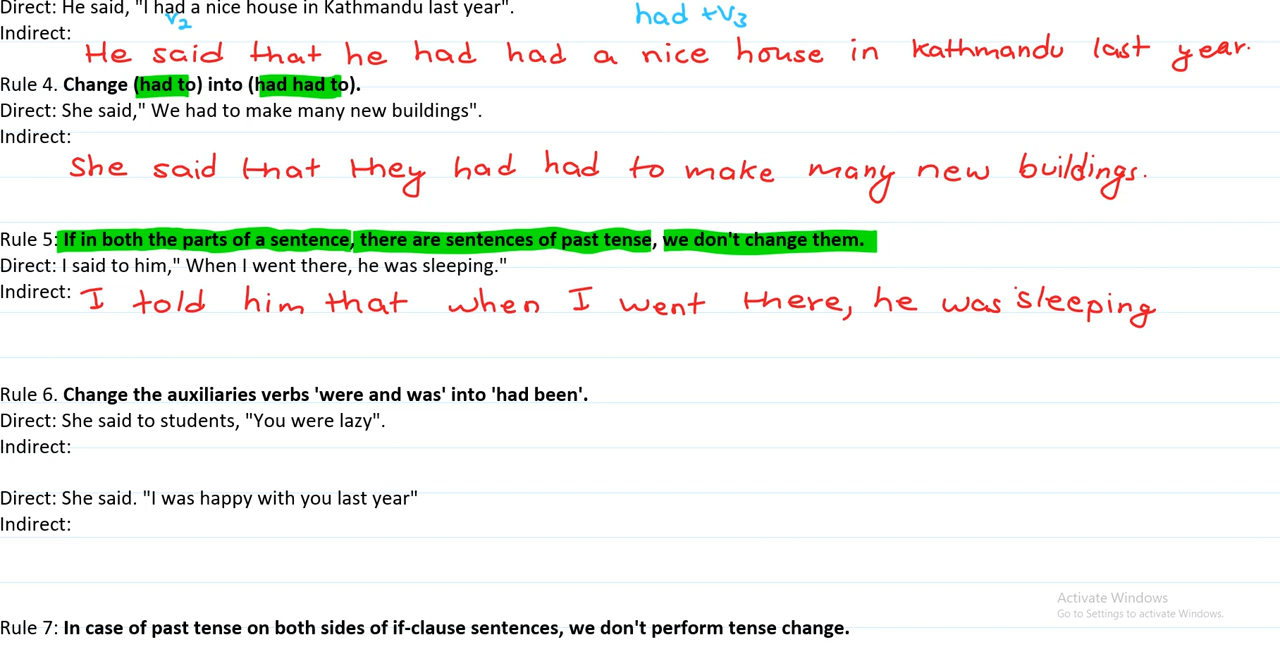 Direct: He said, "I had a nice house in Kathmandu last year".
v2
had +v3
Indirect:
He said that he had had a nice house in Kathmandu last year.
Rule 4. Change (had to) into (had had to).
Direct: She said," We had to make many new buildings".
Indirect:
She said that they had had to make many new buildings.
Rule 5: If in both the parts of a sentence, there are sentences of past tense, we don't change them.
Direct: I said to him," When I went there, he was sleeping."
Indirect: I told him that when I went there, he was sleeping
Rule 6. Change the auxiliaries verbs 'were and was' into 'had been'.
Direct: She said to students, "You were lazy".
Indirect:
Direct: She said. "I was happy with you last year"
Indirect:
Activate Windows
Go to Settings to activate Windows.
Rule 7: In case of past tense on both sides of if-clause sentences, we don't perform tense change.